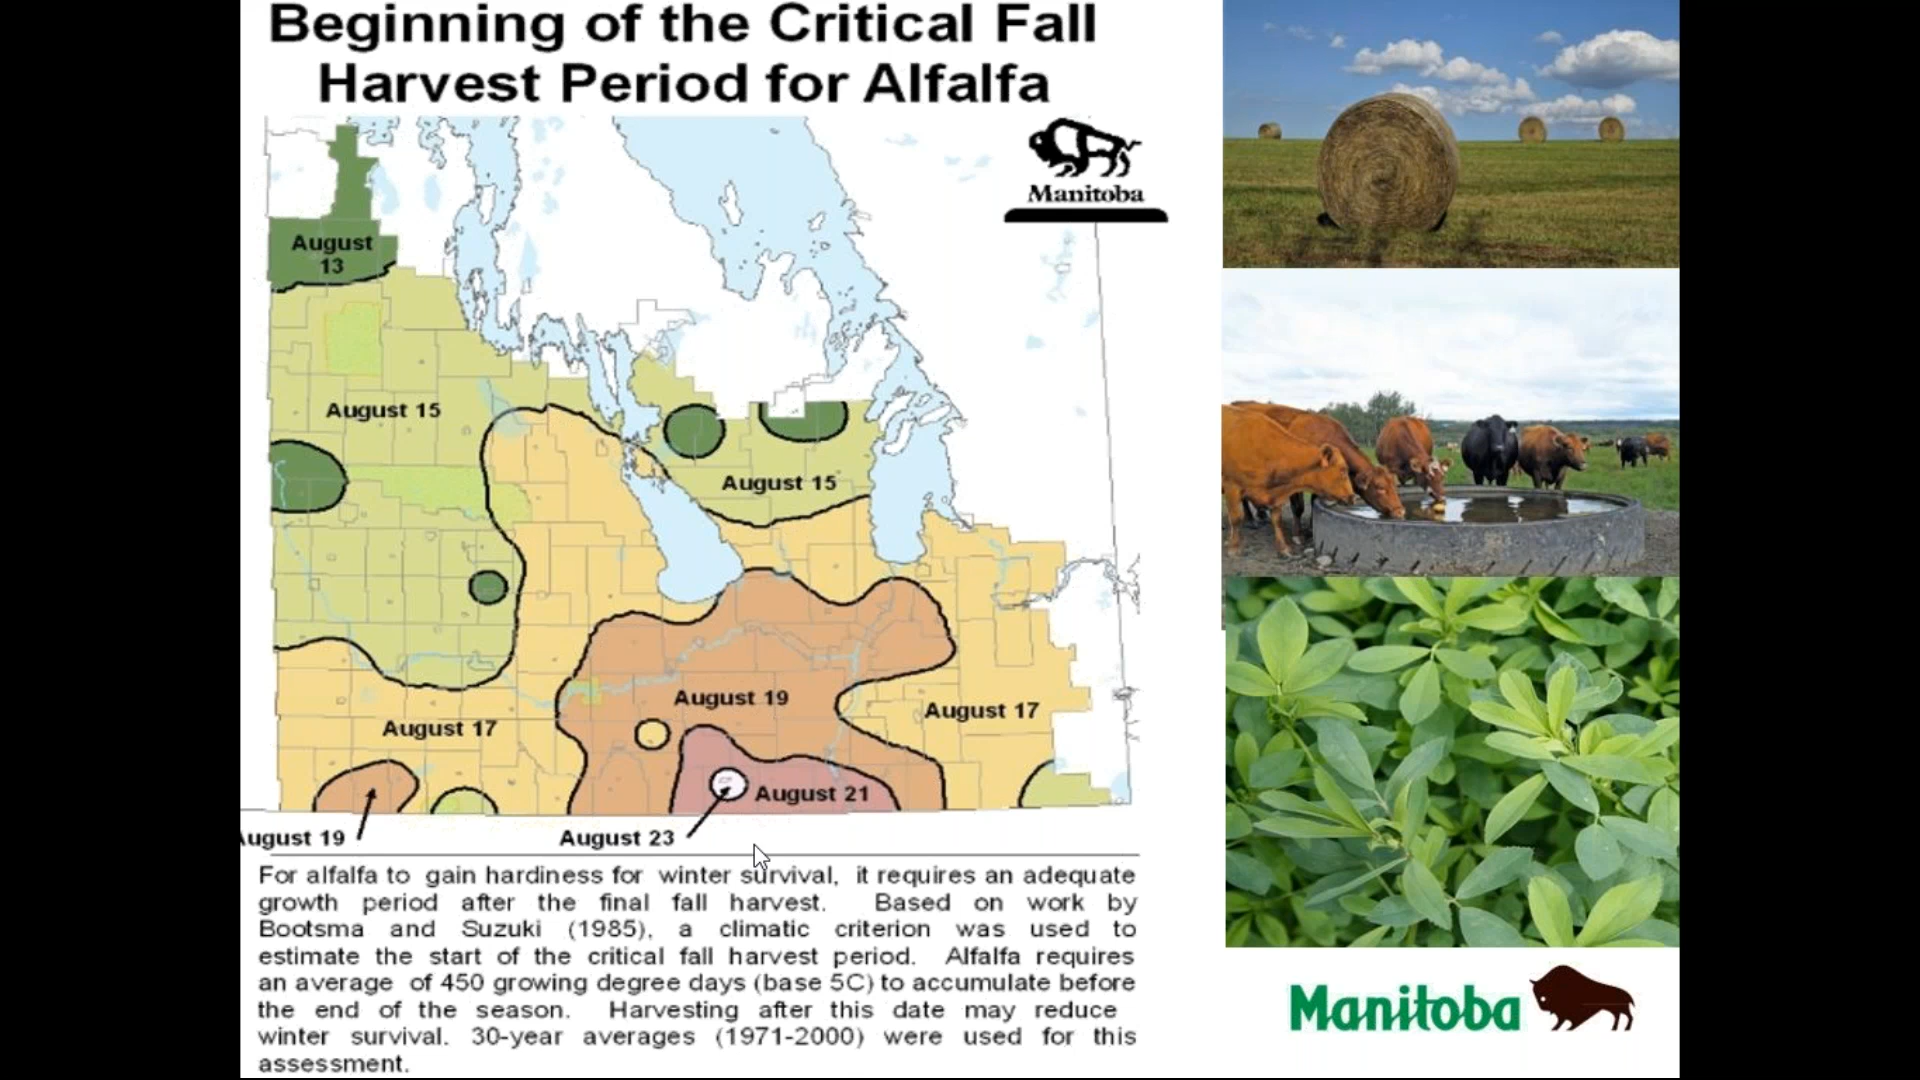 Beginning of the Critical Fall
Harvest Period for Alfalfa
Manitoba
August
13
August 15
August 15
August 19
August 17
August 17
August 21
August 19
August 23
For alfalfa to gain hardiness for winter survival, it requires an adequate
growth period after the final fall harvest. Based on work by
Bootsma and Suzuki (1985), a climatic criterion was used to
estimate the start of the critical fall harvest period. Alfalfa requires
an average of 450 growing degree days (base 5C) to accumulate before
the end of the season. Harvesting after this date may reduce
winter survival. 30-year averages (1971-2000) were used for this
assessment.
Manitoba